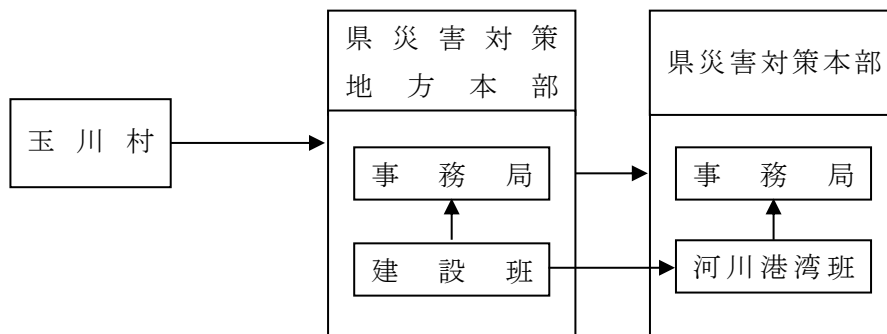 玉川村
県災害対策
地方本部
事務局
建設班
県災害対策本部
事務局
河川港湾班